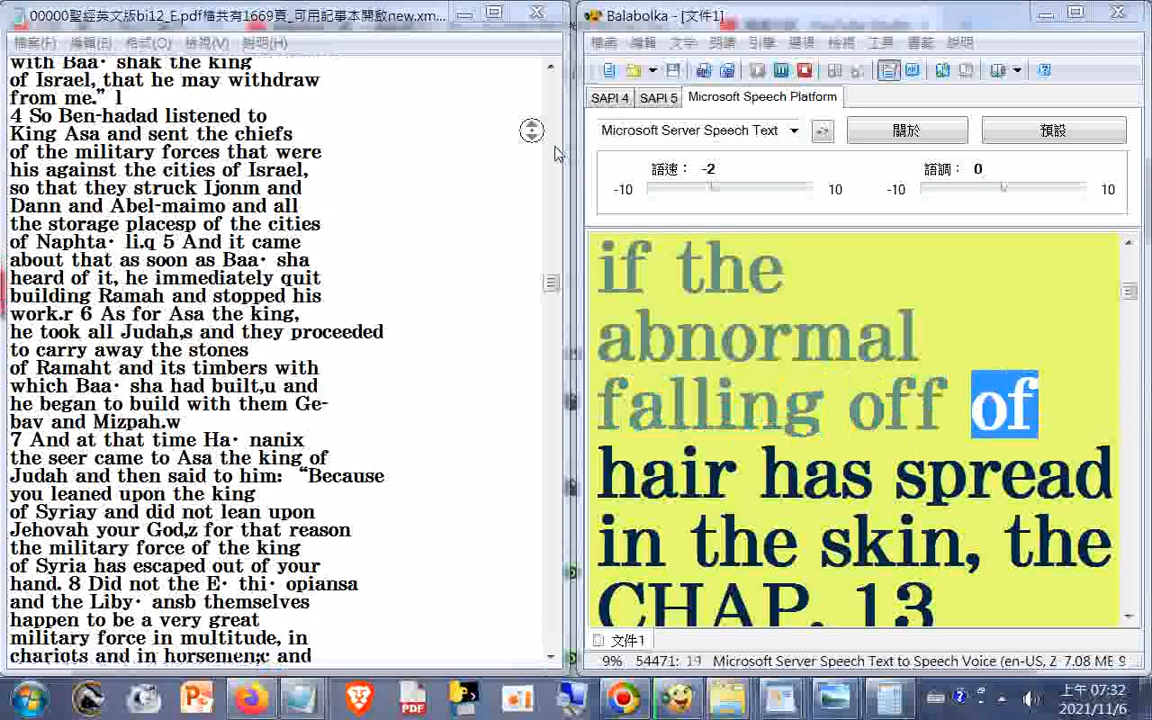 00000聖經英文版bi12_E.pdf檔共有1669頁_可用記事本開啟new.xm...
檔案(F) 編輯(E) 格式(O) 檢視(V) 說明(H)
with Baa· shak the king
of Israel, that he may withdraw
from me.” l
4 So Ben-hadad listened to
King Asa and sent the chiefs
of the military forces that were
his against the cities of Israel,
so that they struck Ijonm and
Dann and Abel-maimo and all
the storage placesp of the cities
of Naphta· li.q 5 And it came
about that as soon as Baa· sha
heard of it, he immediately quit
building Ramah and stopped his
work.r 6 As for Asa the king,
he took all Judah,s and they proceeded
to carry away the stones
of Ramaht and its timbers with
which Baa· sha had built,u and
he began to build with them Ge-
bav and Mizpah.w
7 And at that time Ha· nanix
the seer came to Asa the king of
Judah and then said to him: “Because
you leaned upon the king
of Syriay and did not lean upon
Jehovah your God,z for that reason
the military force of the king
of Syria has escaped out of your
hand. 8 Did not the E· thi· opiansa
and the Liby· ansb themselves
happen to be a very great
military force in multitude, in
chariots and in horsemen;c and
Balabolka - [文件1]
檔案 編輯 文字 朗讀 引擎 選項 檢視 工具 書籤 說明
SAPI 4 SAPI 5 Microsoft Speech Platform
Microsoft Server Speech Text 關於 預設
語速： -2 語調： 0
-10 10 -10 10
if the
abnormal
falling off of
hair has spread
in the skin, the
CHAP. 13
文件1
9% 54471: 19 Microsoft Server Speech Text to Speech Voice (en-US, Z 7.08 MB
上午 07:32
2021/11/6